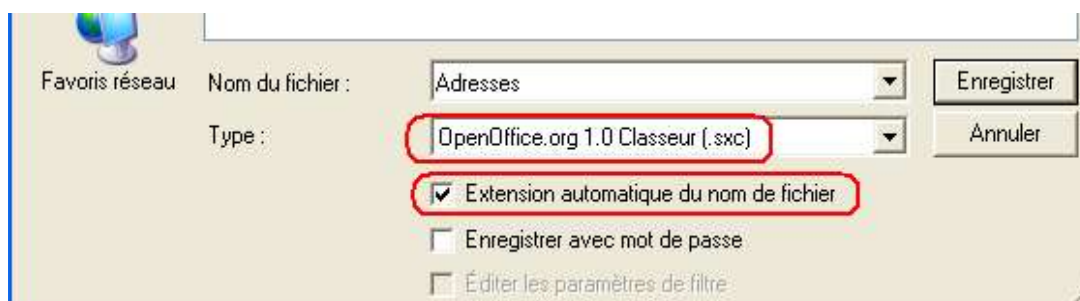 Favoris réseau
Nom du fichier :
Adresses
Enregistrer
Type :
OpenOffice.org 1.0 Classeur (.sxc)
Annuler
Extension automatique du nom de fichier
Enregistrer avec mot de passe
Éditer les paramètres de filtre